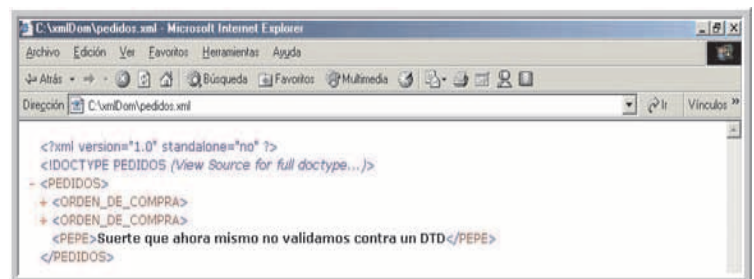 C:\xmlDom\pedidos.xml - Microsoft Internet Explorer
Archivo Edición Ver Favoritos Herramientas Ayuda
Atrás Búsqueda Favoritos Multimedia
Dirección C:\xmlDom\pedidos.xml Ir Vínculos »
<?xml version="1.0" standalone="no" ?>
<!DOCTYPE PEDIDOS (View Source for full doctype...)>
- <PEDIDOS>
+ <ORDEN_DE_COMPRA>
+ <ORDEN_DE_COMPRA>
<PEPE>Suerte que ahora mismo no validamos contra un DTD</PEPE>
</PEDIDOS>